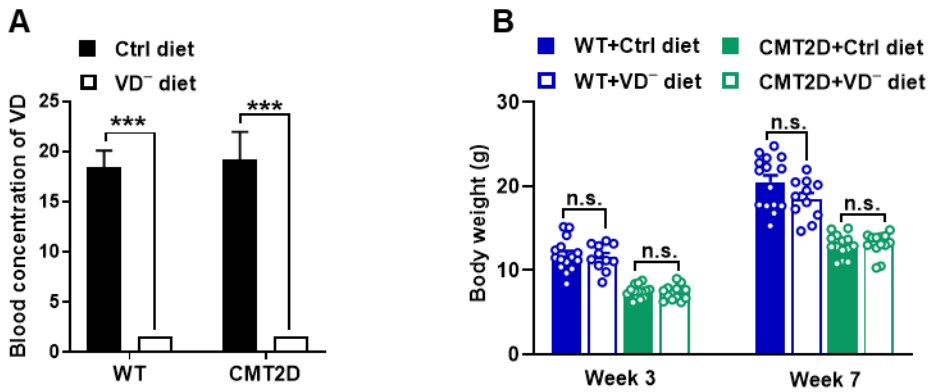 A
Ctrl diet
VD⁻ diet
Blood concentration of VD
25
20
15
10
5
0
***
***
WT
CMT2D
B
WT+Ctrl diet
CMT2D+Ctrl diet
WT+VD⁻ diet
CMT2D+VD⁻ diet
Body weight (g)
30
20
10
0
n.s.
n.s.
n.s.
n.s.
Week 3
Week 7